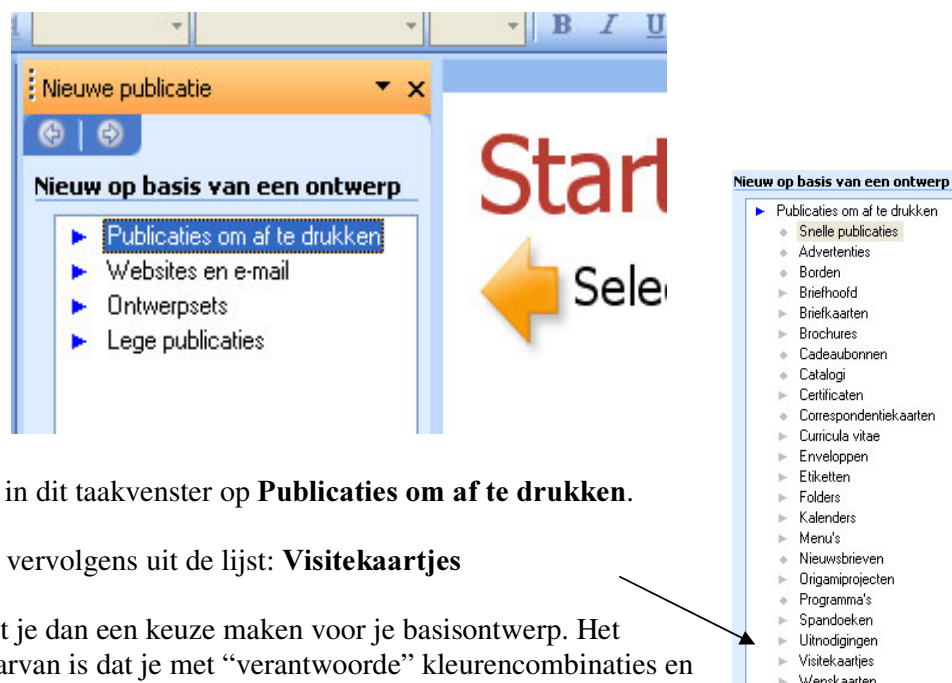 B I U
Nieuwe publicatie
Nieuw op basis van een ontwerp
Publicaties om af te drukken
Websites en e-mail
Ontwerpsets
Lege publicaties
Start
Sele
Nieuw op basis van een ontwerp
Publicaties om af te drukken
Snelle publicaties
Advertenties
Borden
Briefhoofd
Briefkaarten
Brochures
Cadeaubonnen
Catalogi
Certificaten
Correspondentiekaarten
Curricula vitae
Enveloppen
Etiketten
Folders
Kalenders
Menu's
Nieuwsbrieven
Origamiprojecten
Programma's
Spandoeken
Uitnodigingen
Visitekaartjes
Wenskaarten
in dit taakvenster op Publicaties om af te drukken.
vervolgens uit de lijst: Visitekaartjes
t je dan een keuze maken voor je basisontwerp. Het
arvan is dat je met “verantwoorde” kleurencombinaties en